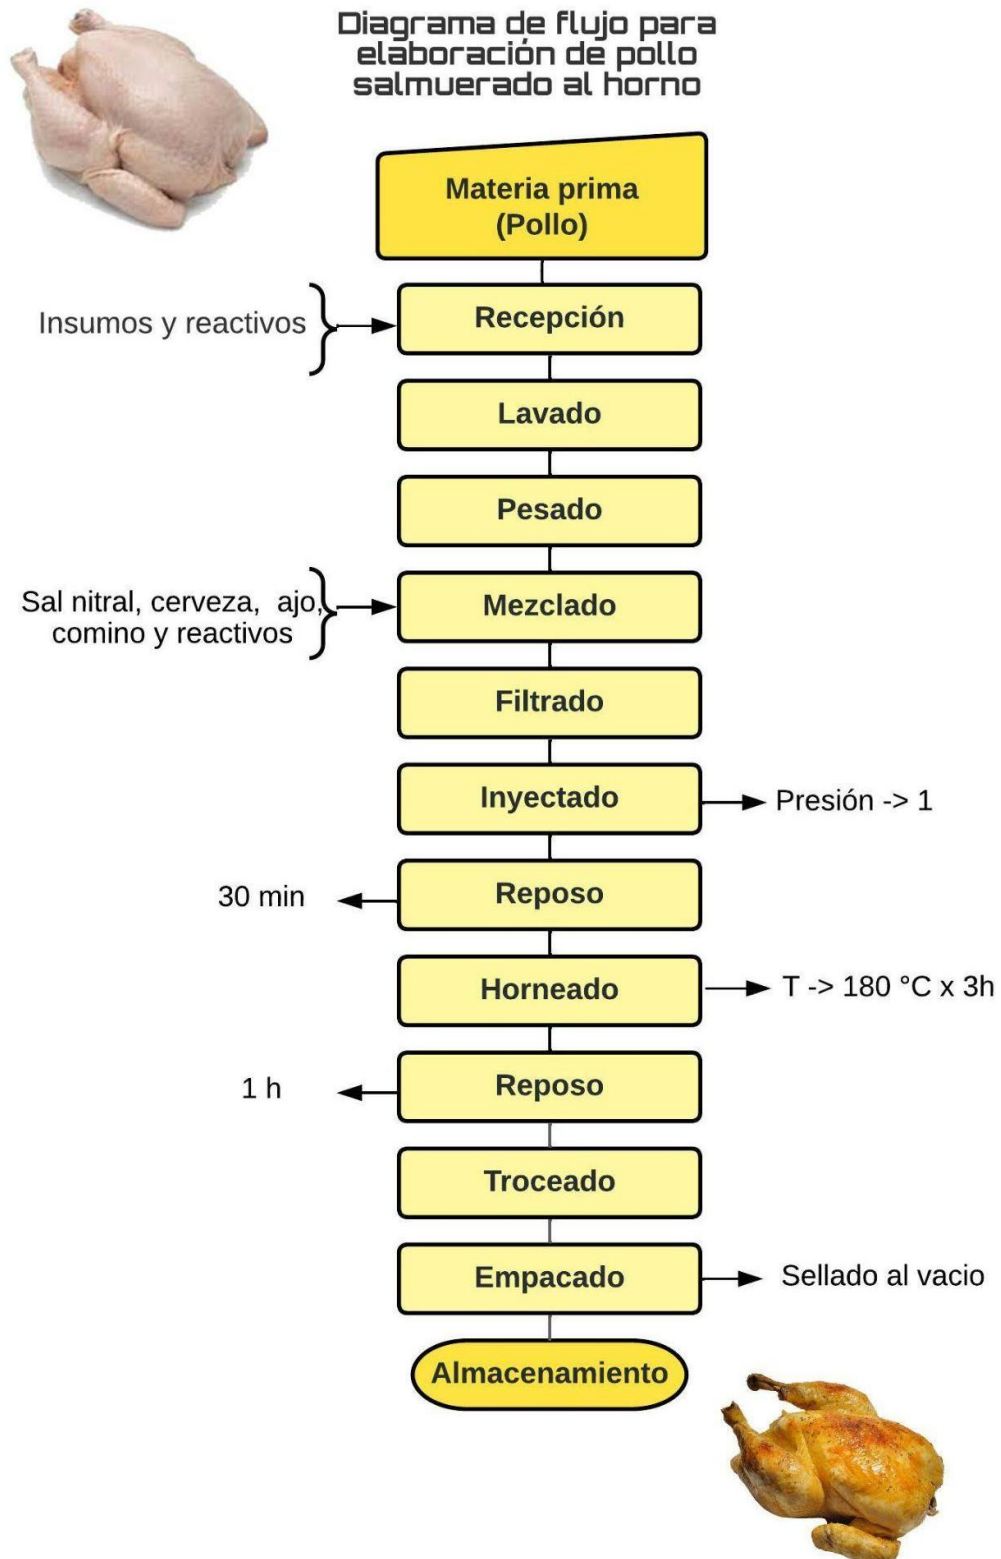 Diagrama de flujo para
elaboración de pollo
salmuerado al horno
Materia prima
(Pollo)
Insumos y reactivos
Recepción
Lavado
Pesado
Sal nitral, cerveza, ajo,
comino y reactivos
Mezclado
Filtrado
Inyectado
Presión -> 1
30 min
Reposo
Horneado
T -> 180 °C x 3h
1 h
Reposo
Troceado
Empacado
Sellado al vacio
Almacenamiento